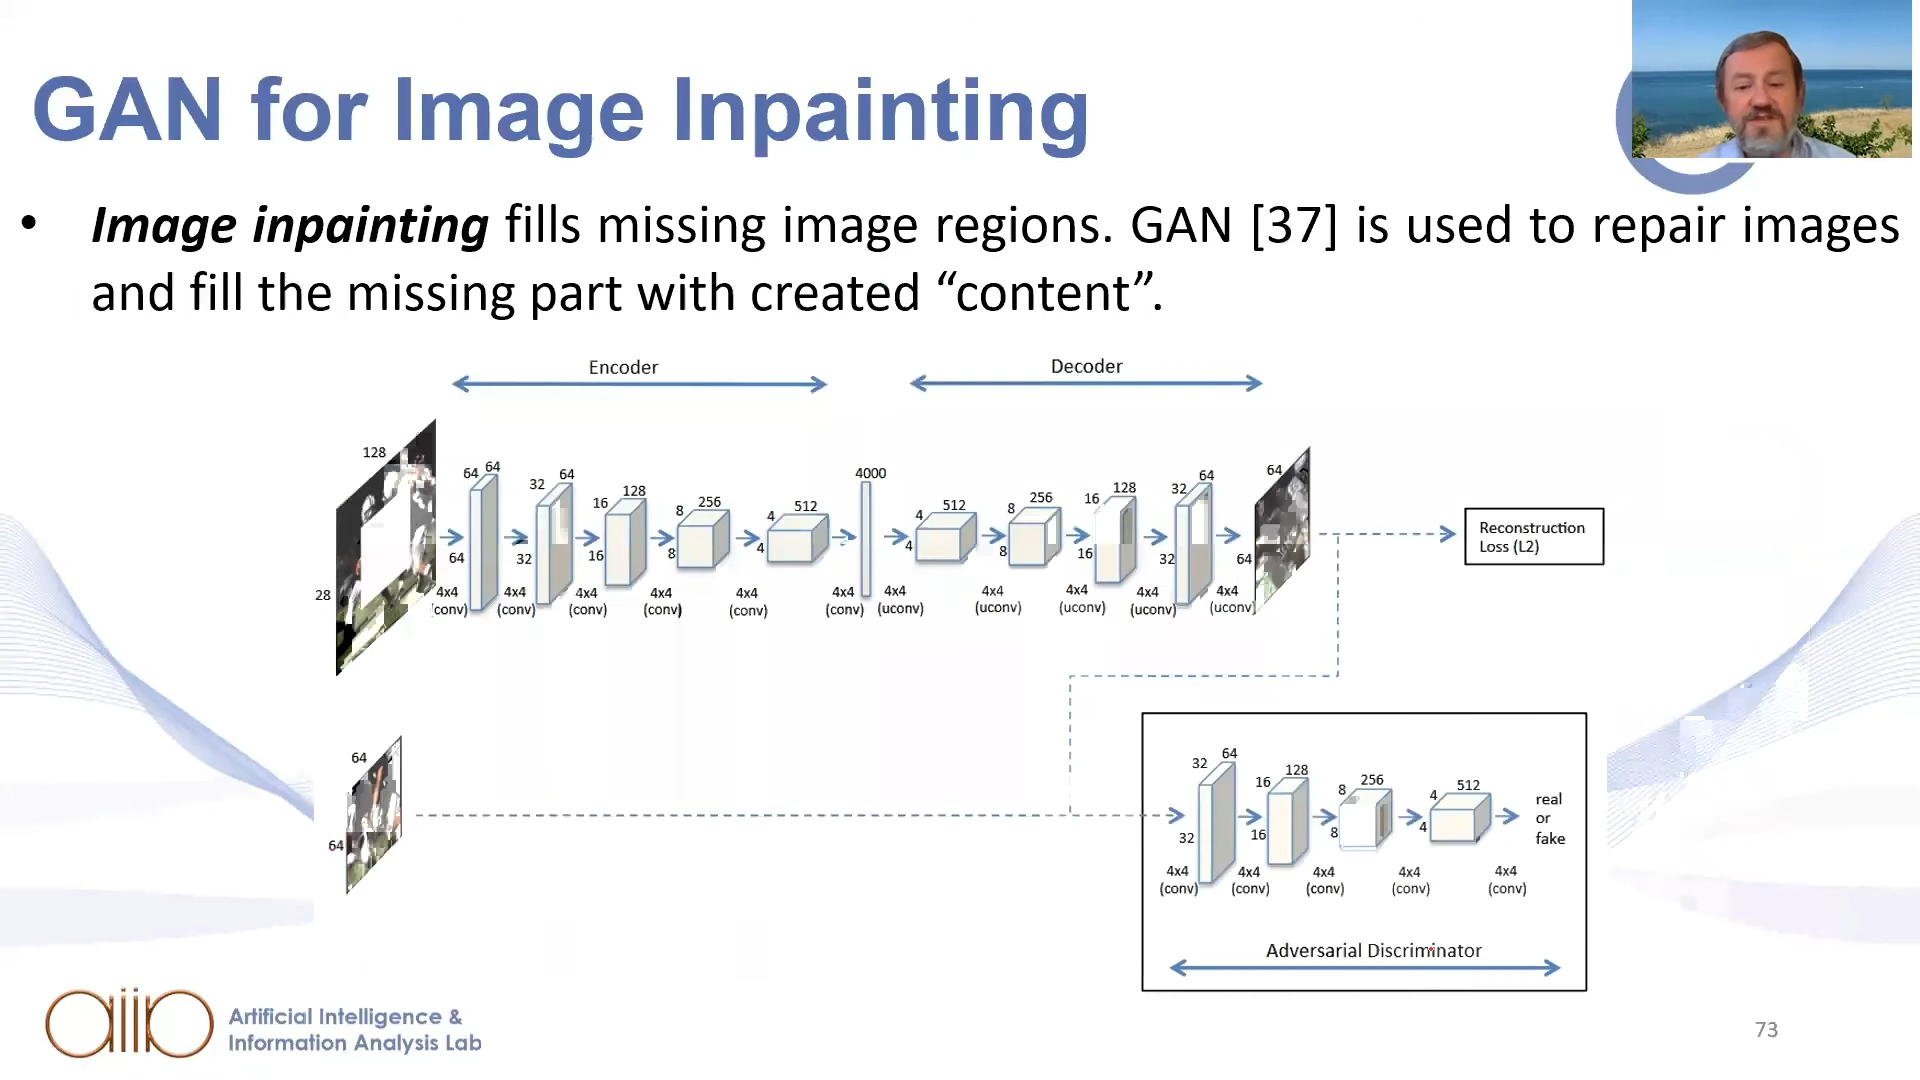 GAN for Image Inpainting
• Image inpainting fills missing image regions. GAN [37] is used to repair images
and fill the missing part with created “content”.
Encoder
Decoder
128
28
64 64
64
32 64
32
16 128
16
8 256
8
4 512
4
4000
4 512
4
8 256
8
16 128
16
32 64
32
64
64
4x4 4x4 4x4 4x4 4x4 4x4 4x4 4x4 4x4 4x4 4x4
(conv) (conv) (conv) (conv) (conv) (conv) (uconv) (uconv) (uconv) (uconv) (uconv)
Reconstruction
Loss (L2)
64
64
32 64
32
16 128
16
8 256
8
4 512
4
real
or
fake
4x4 4x4 4x4 4x4 4x4
(conv) (conv) (conv) (conv) (conv)
Adversarial Discriminator
aiia
Artificial Intelligence &
Information Analysis Lab
73